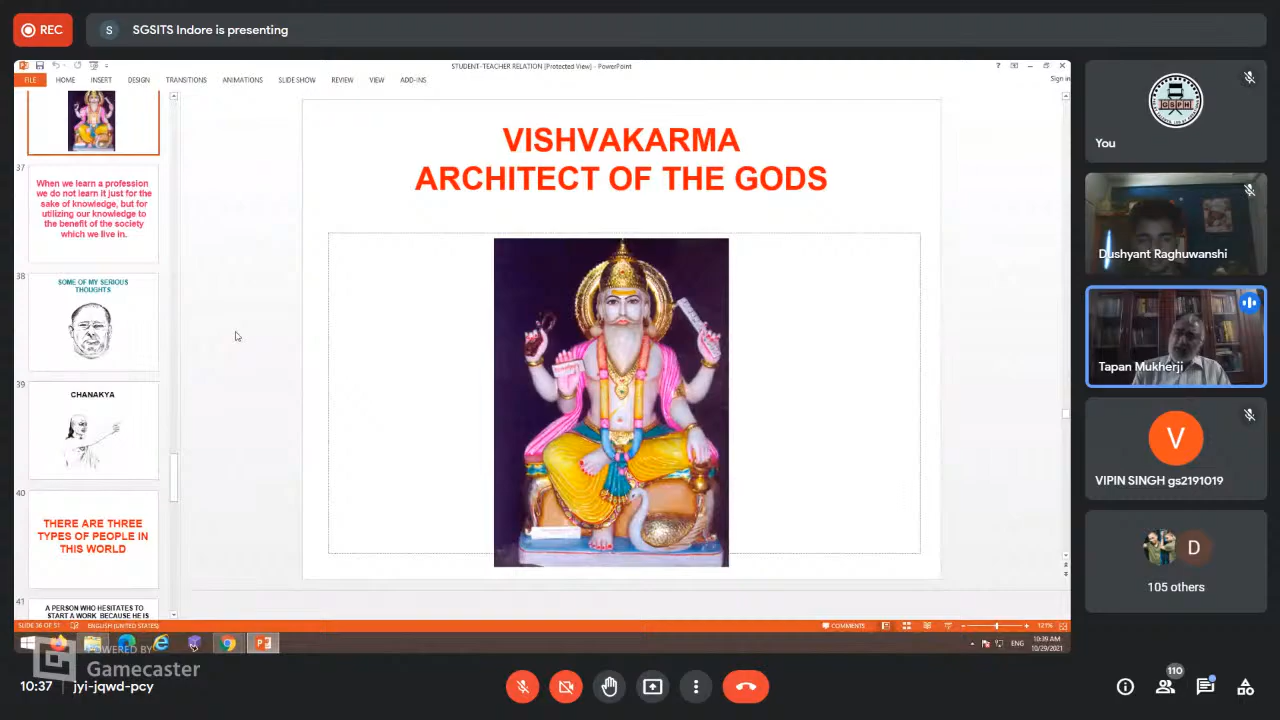 REC
S
SGSITS Indore is presenting
STUDENT-TEACHER RELATION [Protected View] - PowerPoint
Sign in
FILE HOME INSERT DESIGN TRANSITIONS ANIMATIONS SLIDE SHOW REVIEW VIEW ADD-INS
VISHVAKARMA
ARCHITECT OF THE GODS
37
When we learn a profession
we do not learn it just for the
sake of knowledge, but for
utilizing our knowledge to
the benefit of the society
which we live in.
38
SOME OF MY SERIOUS
THOUGHTS
39
CHANAKYA
40
THERE ARE THREE
TYPES OF PEOPLE IN
THIS WORLD
41
A PERSON WHO HESITATES TO
START A WORK BECAUSE HE IS
SLIDE 36 OF 51
ENGLISH (UNITED STATES)
COMMENTS
121%
ENG
10:39 AM
10/29/2021
GSPH
You
Dushyant Raghuwanshi
Tapan Mukherji
V
VIPIN SINGH gs2191019
D
105 others
POWERED BY
Gamecaster
10:37
jyi-jqwd-pcy
110